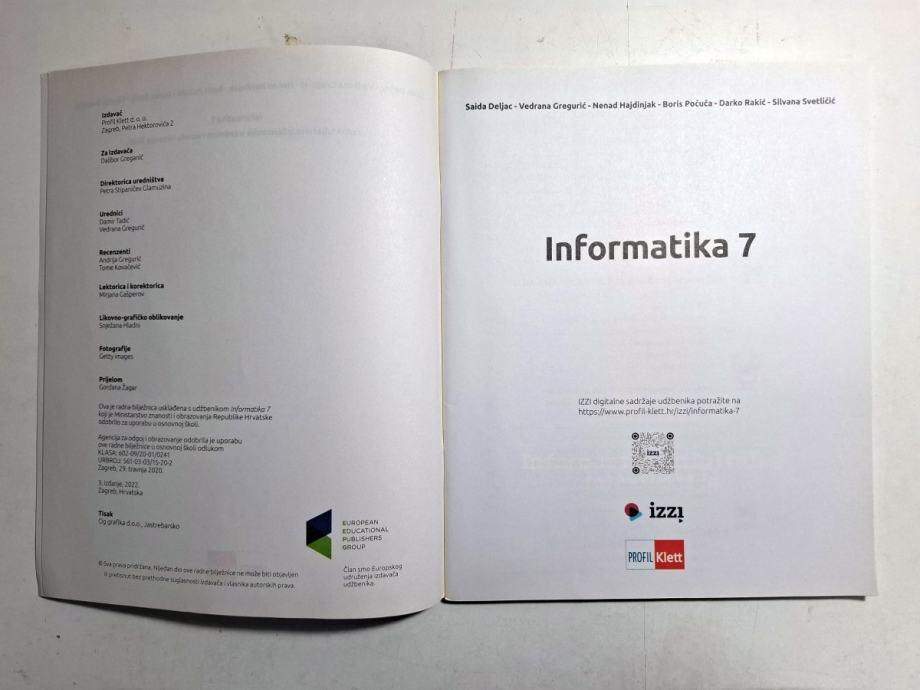 Izdavač
Profil Klett d. o. o.
Zagreb, Petra Hektorovića 2
Za izdavača
Dalibor Greganić
Direktorica uredništva
Petra Stipaničev Glamuzina
Urednici
Damir Tadić
Vedrana Gregurić
Recenzenti
Andrija Gregurić
Tome Kovačević
Lektorica i korektorica
Mirjana Gašperov
Likovno-grafičko oblikovanje
Snježana Hladni
Fotografije
Getty images
Prijelom
Gordana Žagar
Ova je radna bilježnica usklađena s udžbenikom Informatika 7
koji je Ministarstvo znanosti i obrazovanja Republike Hrvatske
odobrilo za uporabu u osnovnoj školi.
Agencija za odgoj i obrazovanje odobrila je uporabu
ove radne bilježnice u osnovnoj školi odlukom
KLASA: 602-09/20-01/0241
URBROJ: 561-03-03/15-20-2
Zagreb, 29. travnja 2020.
3. izdanje, 2022.
Zagreb, Hrvatska
Tisak
Og grafika d.o.o., Jastrebarsko
EUROPEAN
EDUCATIONAL
PUBLISHERS
GROUP
Član smo Europskog
udruženja izdavača
udžbenika.
© Sva prava pridržana. Nijedan dio ove radne bilježnice ne može biti objavljen
ili pretisnut bez prethodne suglasnosti izdavača i vlasnika autorskih prava.
Saida Deljac - Vedrana Gregurić - Nenad Hajdinjak - Boris Počuča - Darko Rakić - Silvana Svetličić
Informatika 7
IZZI digitalne sadržaje udžbenika potražite na
https://www.profil-klett.hr/izzi/informatika-7
izzi
izzi
PROFIL Klett